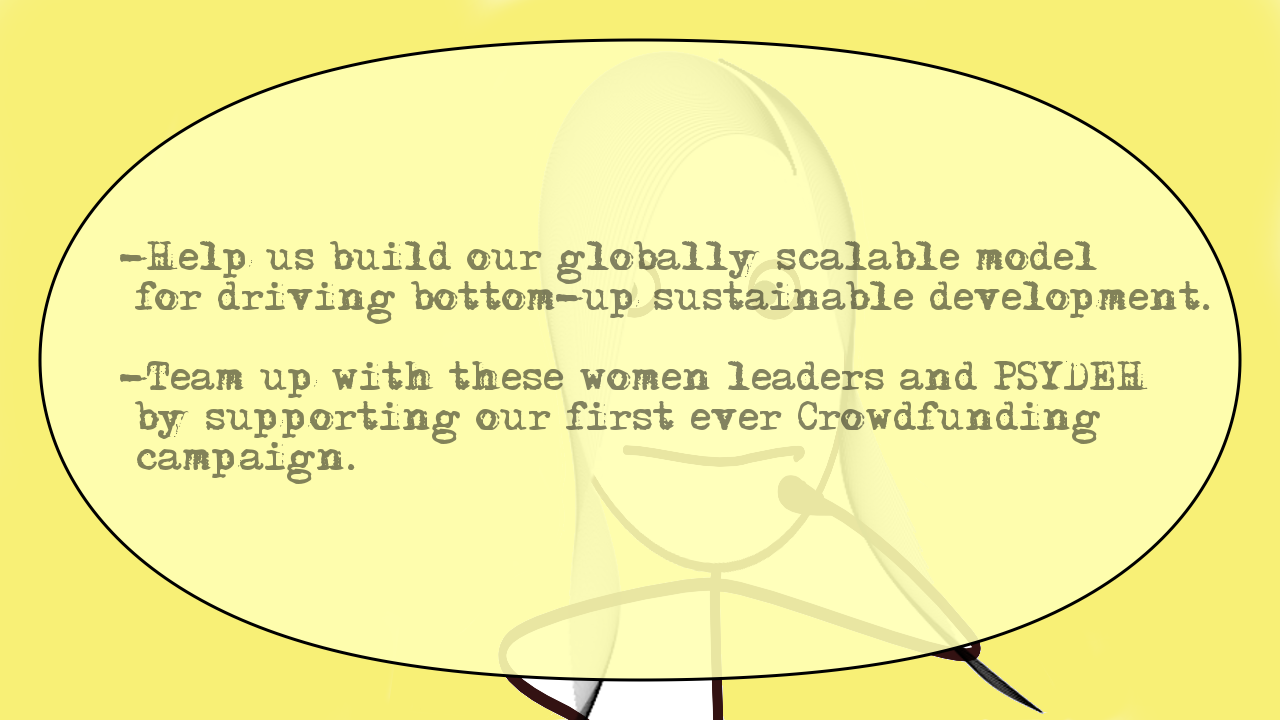 -Help us build our globally scalable model
for driving bottom-up sustainable development.
-Team up with these women leaders and PSYDEH
by supporting our first ever Crowdfunding
campaign.